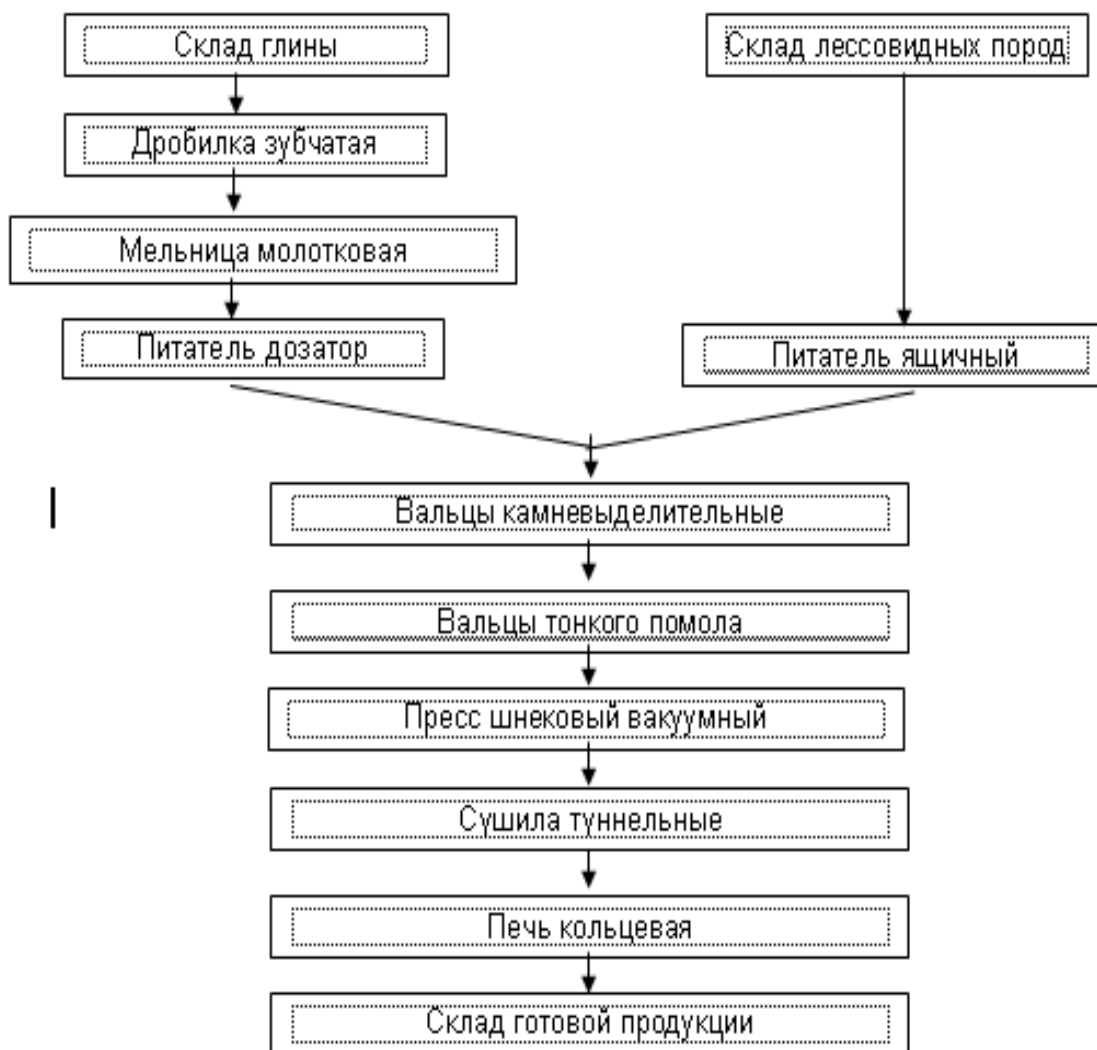 Склад глины
Склад лессовидных пород
Дробилка зубчатая
Мельница молотковая
Питатель дозатор
Питатель ящичный
Вальцы камневыделительные
Вальцы тонкого помола
Пресс шнековый вакуумный
Сушила туннельные
Печь кольцевая
Склад готовой продукции